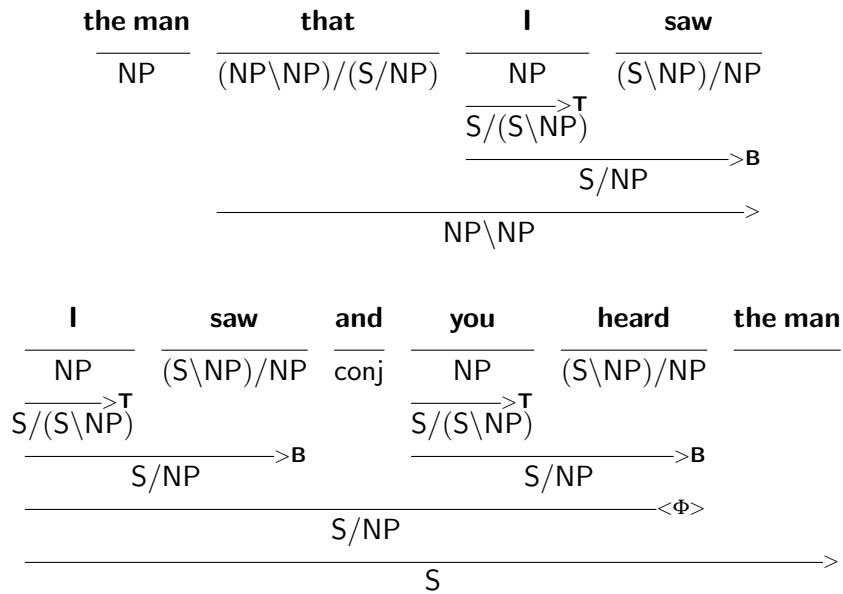 the man that I saw
NP (NP\NP)/(S/NP) NP (S\NP)/NP
>T
S/(S\NP)
>B
S/NP
>
NP\NP
I saw and you heard the man
NP (S\NP)/NP conj NP (S\NP)/NP
>T >T
S/(S\NP) S/(S\NP)
>B >B
S/NP S/NP
<Φ>
S/NP
>
S